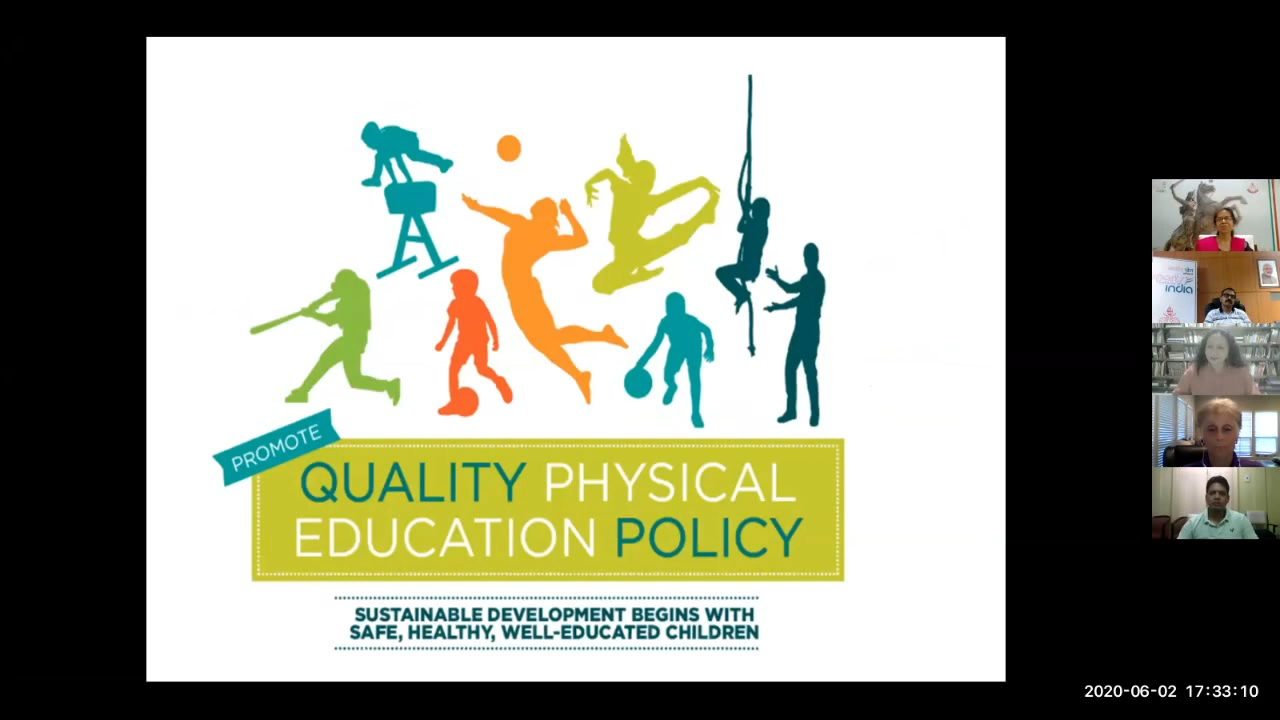 PROMOTE
QUALITY PHYSICAL
EDUCATION POLICY
SUSTAINABLE DEVELOPMENT BEGINS WITH
SAFE, HEALTHY, WELL-EDUCATED CHILDREN
india
2020-06-02 17:33:10